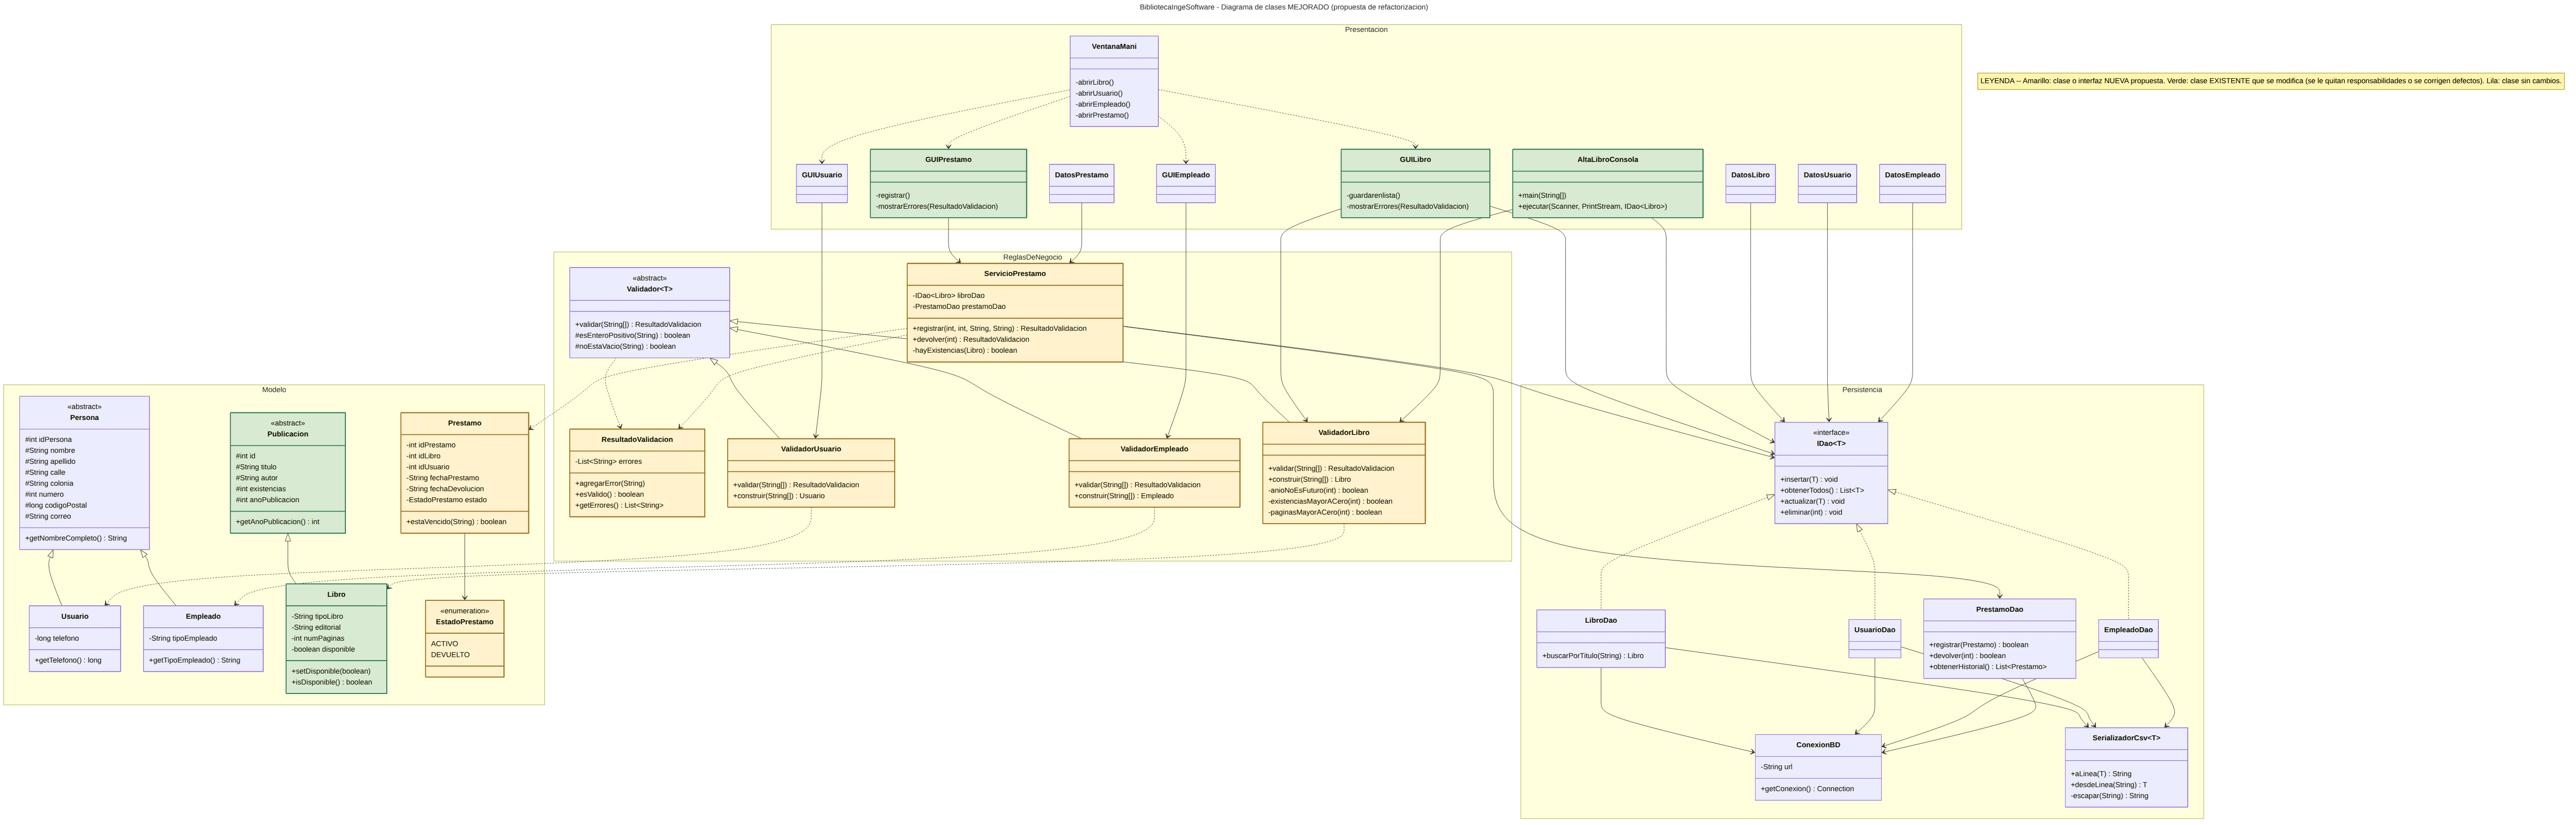 BibliotecaIngeSoftware - Diagrama de clases MEJORADO (propuesta de refactorizacion)
Presentacion
VentanaMani
-abrirLibro()
-abrirUsuario()
-abrirEmpleado()
-abrirPrestamo()
LEYENDA -- Amarillo: clase o interfaz NUEVA propuesta. Verde: clase EXISTENTE que se modifica (se le quitan responsabilidades o se corrigen defectos). Lila: clase sin cambios.
GUIUsuario
GUIPrestamo
-registrar()
-mostrarErrores(ResultadoValidacion)
DatosPrestamo
GUIEmpleado
GUILibro
-guardarenlista()
-mostrarErrores(ResultadoValidacion)
AltaLibroConsola
+main(String[])
+ejecutar(Scanner, PrintStream, IDao<Libro>)
DatosLibro
DatosUsuario
DatosEmpleado
ReglasDeNegocio
«abstract»
Validador<T>
+validar(String[]) : ResultadoValidacion
#esEnteroPositivo(String) : boolean
#noEstaVacio(String) : boolean
ServicioPrestamo
-IDao<Libro> libroDao
-PrestamoDao prestamoDao
+registrar(int, int, String, String) : ResultadoValidacion
+devolver(int) : ResultadoValidacion
-hayExistencias(Libro) : boolean
ResultadoValidacion
-List<String> errores
+agregarError(String)
+esValido() : boolean
+getErrores() : List<String>
ValidadorUsuario
+validar(String[]) : ResultadoValidacion
+construir(String[]) : Usuario
ValidadorEmpleado
+validar(String[]) : ResultadoValidacion
+construir(String[]) : Empleado
ValidadorLibro
+validar(String[]) : ResultadoValidacion
+construir(String[]) : Libro
-anioNoEsFuturo(int) : boolean
-existenciasMayorACero(int) : boolean
-paginasMayorACero(int) : boolean
Modelo
«abstract»
Persona
#int idPersona
#String nombre
#String apellido
#String calle
#String colonia
#int numero
#long codigoPostal
#String correo
+getNombreCompleto() : String
«abstract»
Publicacion
#int id
#String titulo
#String autor
#int existencias
#int anoPublicacion
+getAnoPublicacion() : int
Prestamo
-int idPrestamo
-int idLibro
-int idUsuario
-String fechaPrestamo
-String fechaDevolucion
-EstadoPrestamo estado
+estaVencido(String) : boolean
Usuario
-long telefono
+getTelefono() : long
Empleado
-String tipoEmpleado
+getTipoEmpleado() : String
Libro
-String tipoLibro
-String editorial
-int numPaginas
-boolean disponible
+setDisponible(boolean)
+isDisponible() : boolean
«enumeration»
EstadoPrestamo
ACTIVO
DEVUELTO
Persistencia
«interface»
IDao<T>
+insertar(T) : void
+obtenerTodos() : List<T>
+actualizar(T) : void
+eliminar(int) : void
LibroDao
+buscarPorTitulo(String) : Libro
UsuarioDao
PrestamoDao
+registrar(Prestamo) : boolean
+devolver(int) : boolean
+obtenerHistorial() : List<Prestamo>
EmpleadoDao
ConexionBD
-String url
+getConexion() : Connection
SerializadorCsv<T>
+aLinea(T) : String
+desdeLinea(String) : T
-escapar(String) : String